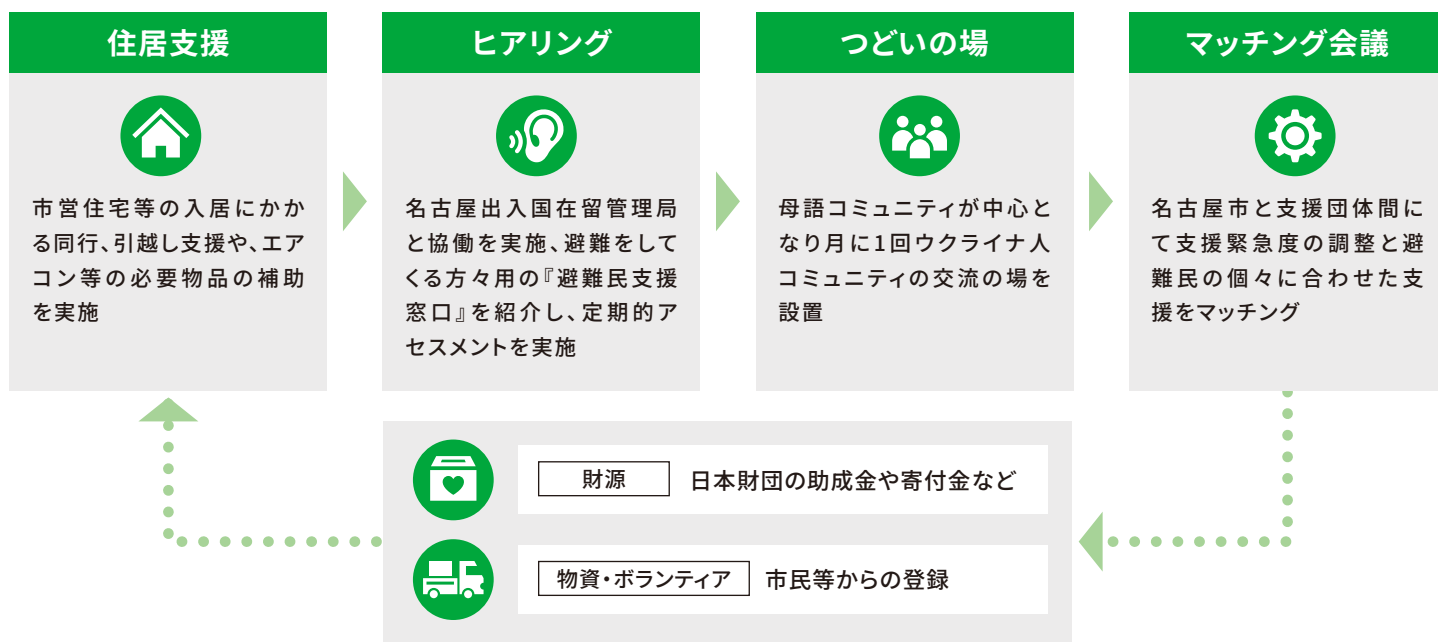 住居支援
市営住宅等の入居にかか
る同行、引越し支援や、エア
コン等の必要物品の補助
を実施
ヒアリング
名古屋出入国在留管理局
と協働を実施、避難をして
くる方々用の『避難民支援
窓口』を紹介し、定期的ア
セスメントを実施
つどいの場
母語コミュニティが中心と
なり月に1回ウクライナ人
コミュニティの交流の場を
設置
マッチング会議
名古屋市と支援団体間に
て支援緊急度の調整と避
難民の個々に合わせた支
援をマッチング
財源 日本財団の助成金や寄付金など
物資・ボランティア 市民等からの登録